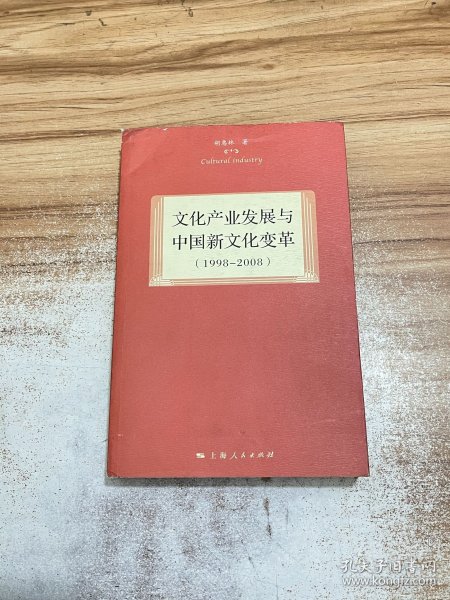 胡惠林 著
Cultural industry
文化产业发展与
中国新文化变革
(1998-2008)
上海人民出版社
孔夫子旧书网
www.kongfz.com